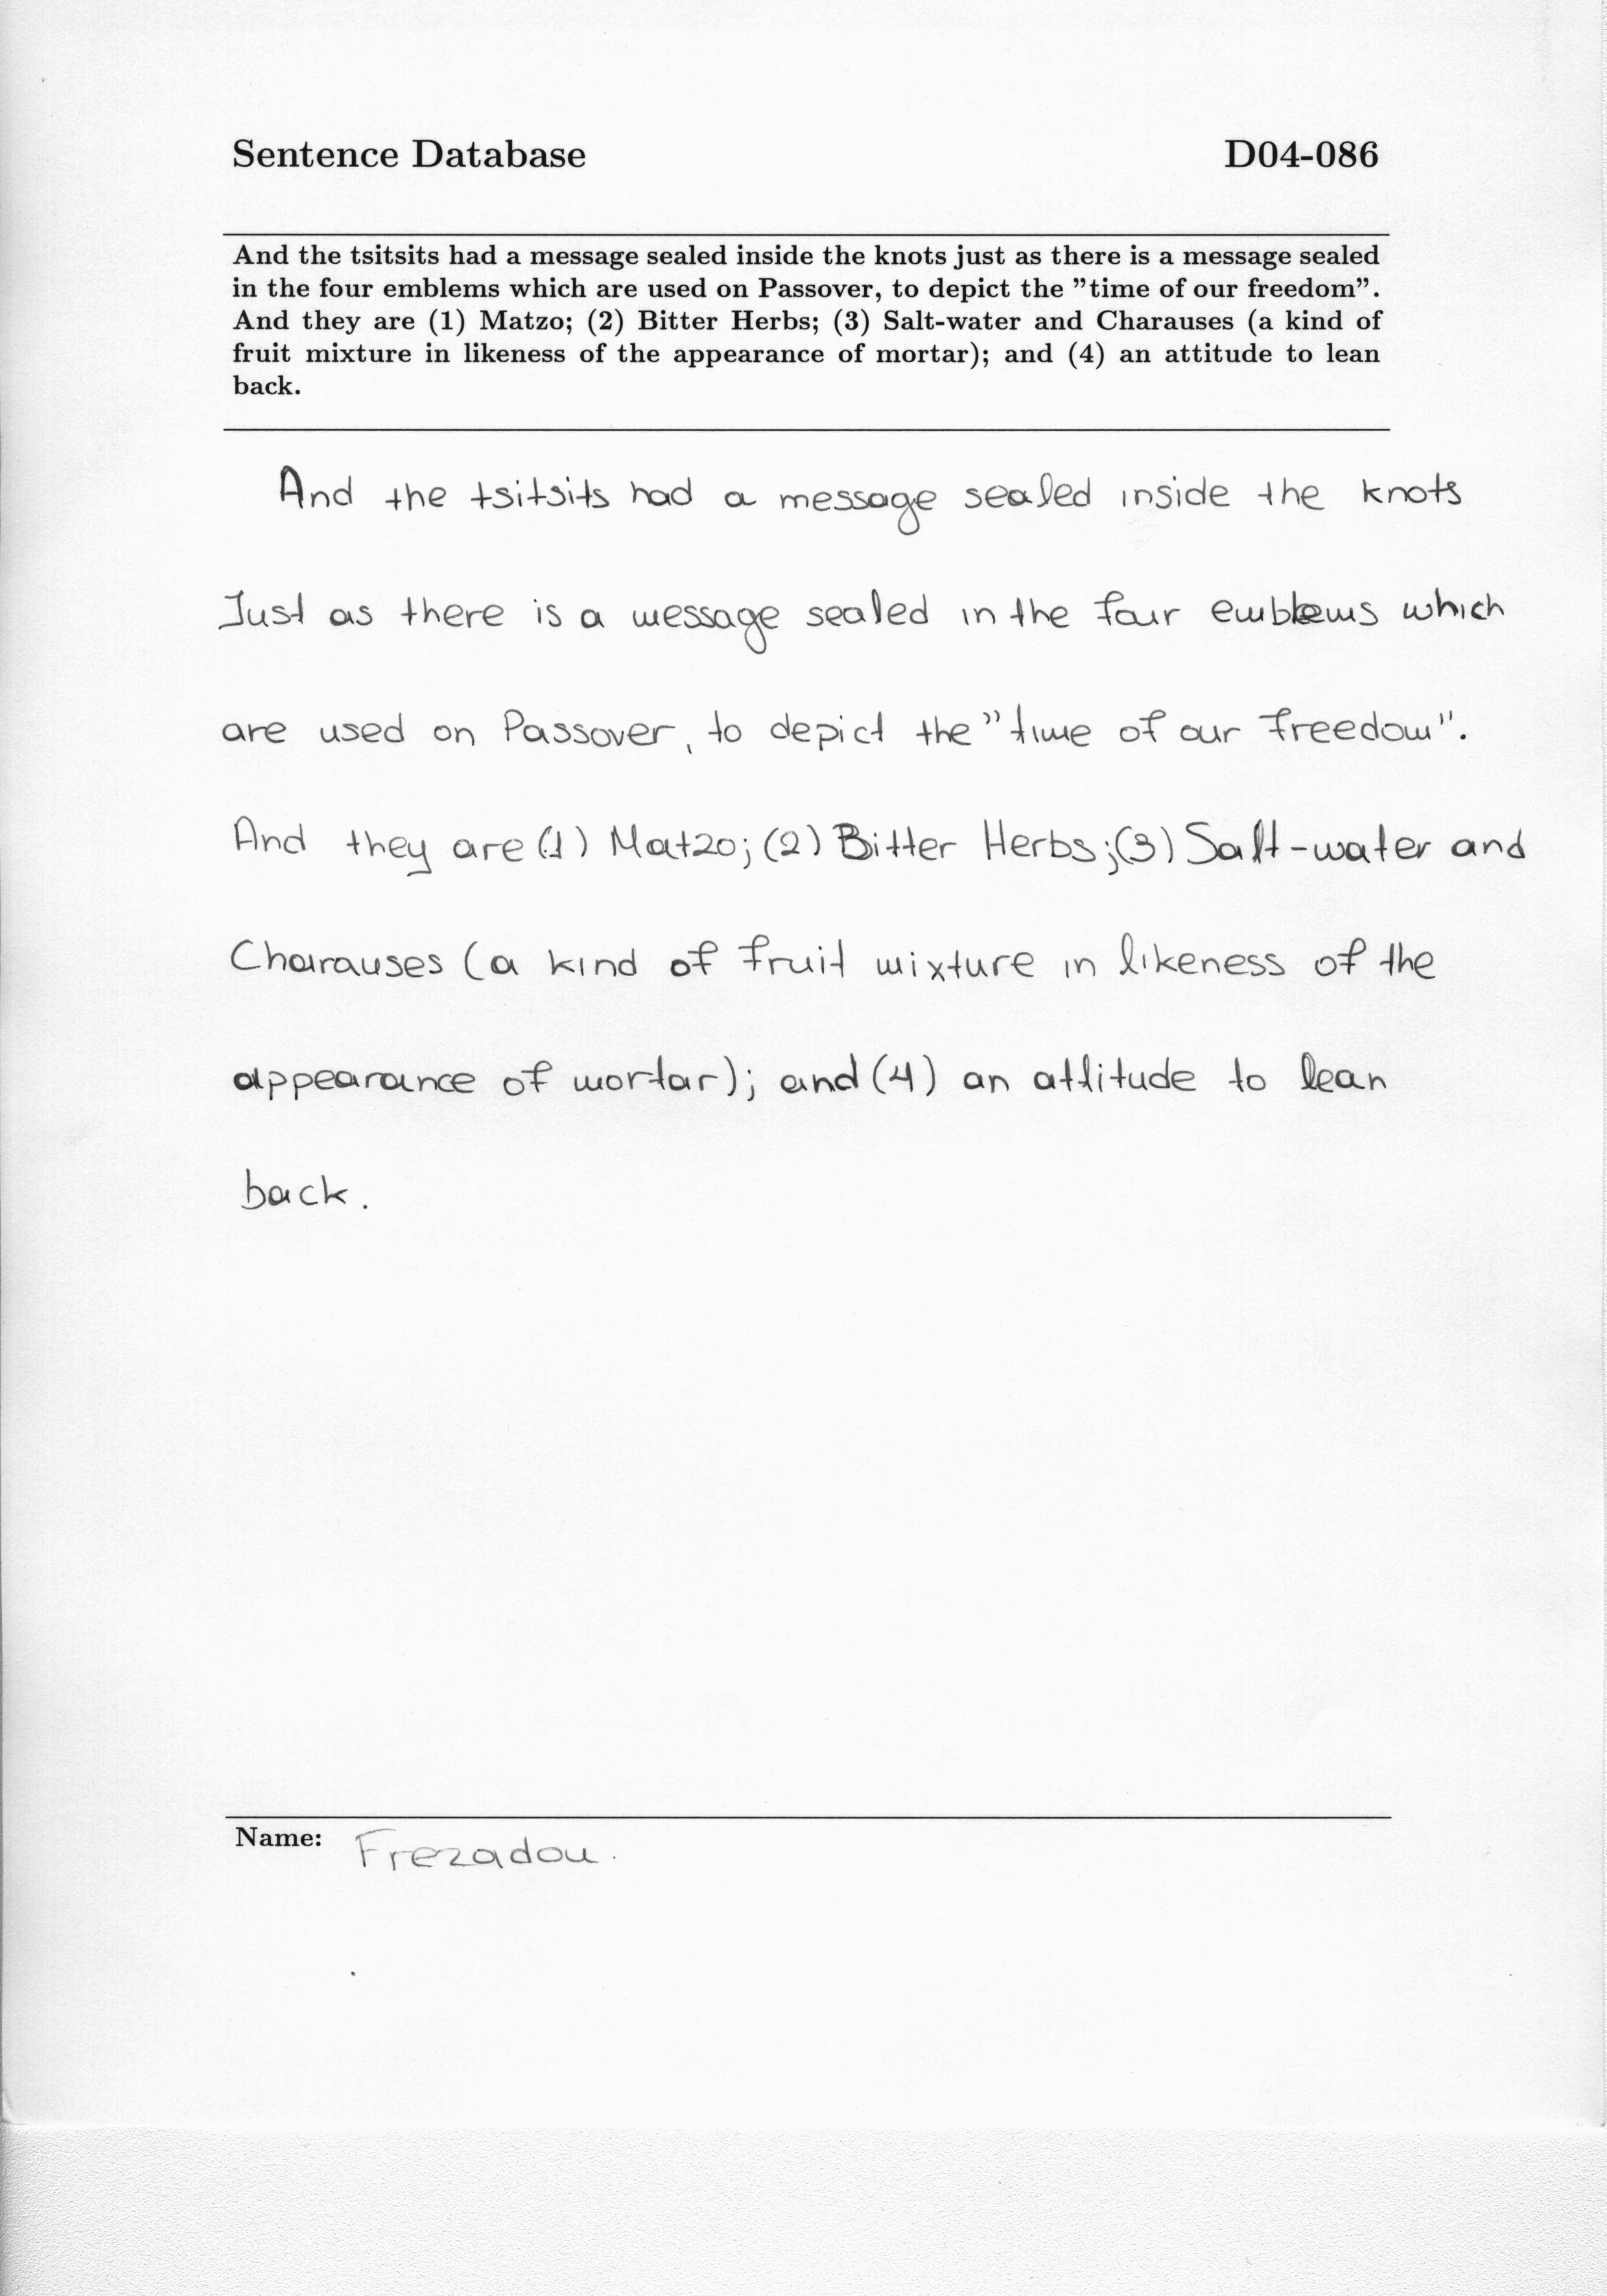 Sentence Database D04-086
And the tsitsits had a message sealed inside the knots just as there is a message sealed
in the four emblems which are used on Passover, to depict the ”time of our freedom”.
And they are (1) Matzo; (2) Bitter Herbs; (3) Salt-water and Charauses (a kind of
fruit mixture in likeness of the appearance of mortar); and (4) an attitude to lean
back.
And the tsitsits had a message sealed inside the knots
Just as there is a message sealed in the four emblems which
are used on Passover, to depict the ”time of our freedom”.
And they are (1) Matzo; (2) Bitter Herbs; (3) Salt-water and
Charauses (a kind of fruit mixture in likeness of the
appearance of mortar); and (4) an attitude to lean
back.
Name: Frezadou.